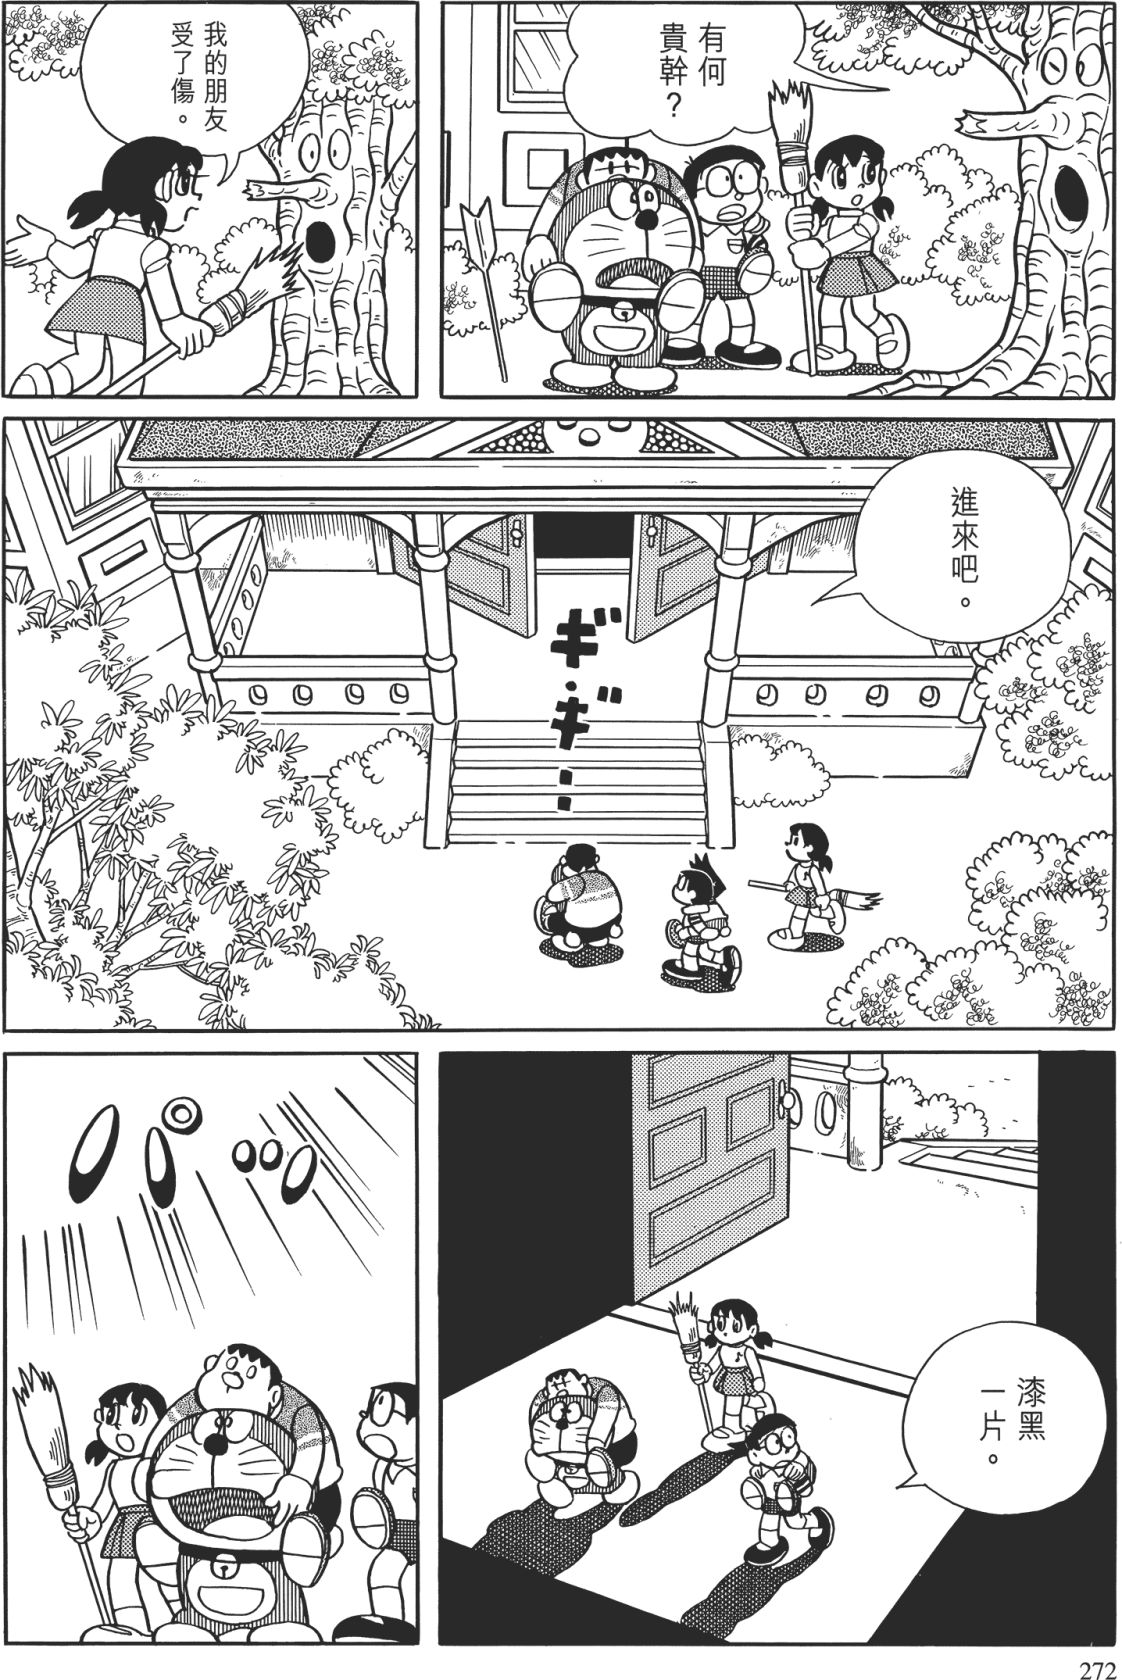 有何
貴幹？
我的朋友
受了傷。
進來吧。
ギ・ギ・・
漆黑
一片。
272